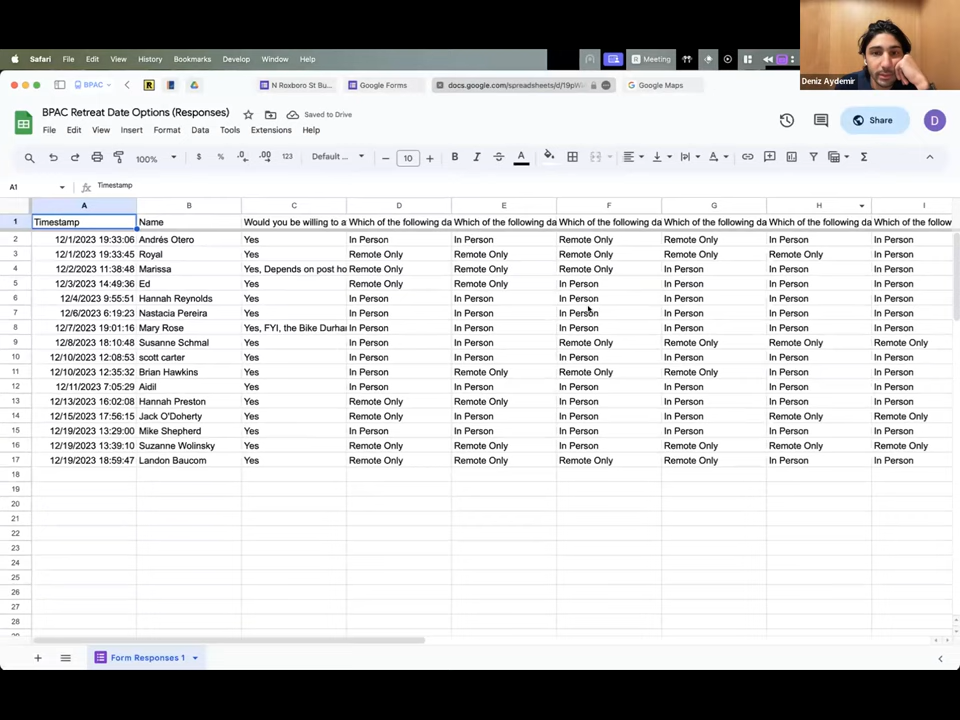 Deniz Aydemir
Safari File Edit View History Bookmarks Develop Window Help Meeting
BPAC N Roxboro St Bu... Google Forms docs.google.com/spreadsheets/d/19pW Google Maps
BPAC Retreat Date Options (Responses) Saved to Drive
File Edit View Insert Format Data Tools Extensions Help Share D
100% $ % .0 .00 123 Default ... 10 B I A
A1 fx Timestamp
A B C D E F G H I
1 Timestamp Name Would you be willing to a Which of the following da Which of the following da Which of the following da Which of the following da Which of the following da Which of the follow
2 12/1/2023 19:33:06 Andrés Otero Yes In Person In Person Remote Only Remote Only In Person In Person
3 12/1/2023 19:33:45 Royal Yes Remote Only Remote Only Remote Only Remote Only Remote Only In Person
4 12/2/2023 11:38:48 Marissa Yes, Depends on post ho Remote Only Remote Only Remote Only In Person In Person In Person
5 12/3/2023 14:49:36 Ed Yes Remote Only Remote Only In Person In Person In Person In Person
6 12/4/2023 9:55:51 Hannah Reynolds Yes In Person In Person In Person In Person In Person In Person
7 12/6/2023 6:19:23 Nastacia Pereira Yes In Person In Person In Person In Person In Person In Person
8 12/7/2023 19:01:16 Mary Rose Yes, FYI, the Bike Durhan In Person In Person In Person In Person In Person In Person
9 12/8/2023 18:10:48 Susanne Schmal Yes In Person In Person Remote Only Remote Only Remote Only Remote Only
10 12/10/2023 12:08:53 scott carter Yes In Person In Person In Person In Person In Person In Person
11 12/10/2023 12:35:32 Brian Hawkins Yes In Person Remote Only Remote Only Remote Only In Person In Person
12 12/11/2023 7:05:29 Aidil Yes In Person In Person In Person In Person In Person In Person
13 12/13/2023 16:02:08 Hannah Preston Yes Remote Only Remote Only In Person In Person In Person In Person
14 12/15/2023 17:56:15 Jack O'Doherty Yes Remote Only Remote Only In Person In Person Remote Only Remote Only
15 12/19/2023 13:29:00 Mike Shepherd Yes In Person In Person In Person In Person In Person In Person
16 12/19/2023 13:39:10 Suzanne Wolinsky Yes Remote Only Remote Only In Person Remote Only Remote Only Remote Only
17 12/19/2023 18:59:47 Landon Baucom Yes Remote Only Remote Only Remote Only Remote Only In Person In Person
18
19
20
21
22
23
24
25
26
27
28
Form Responses 1